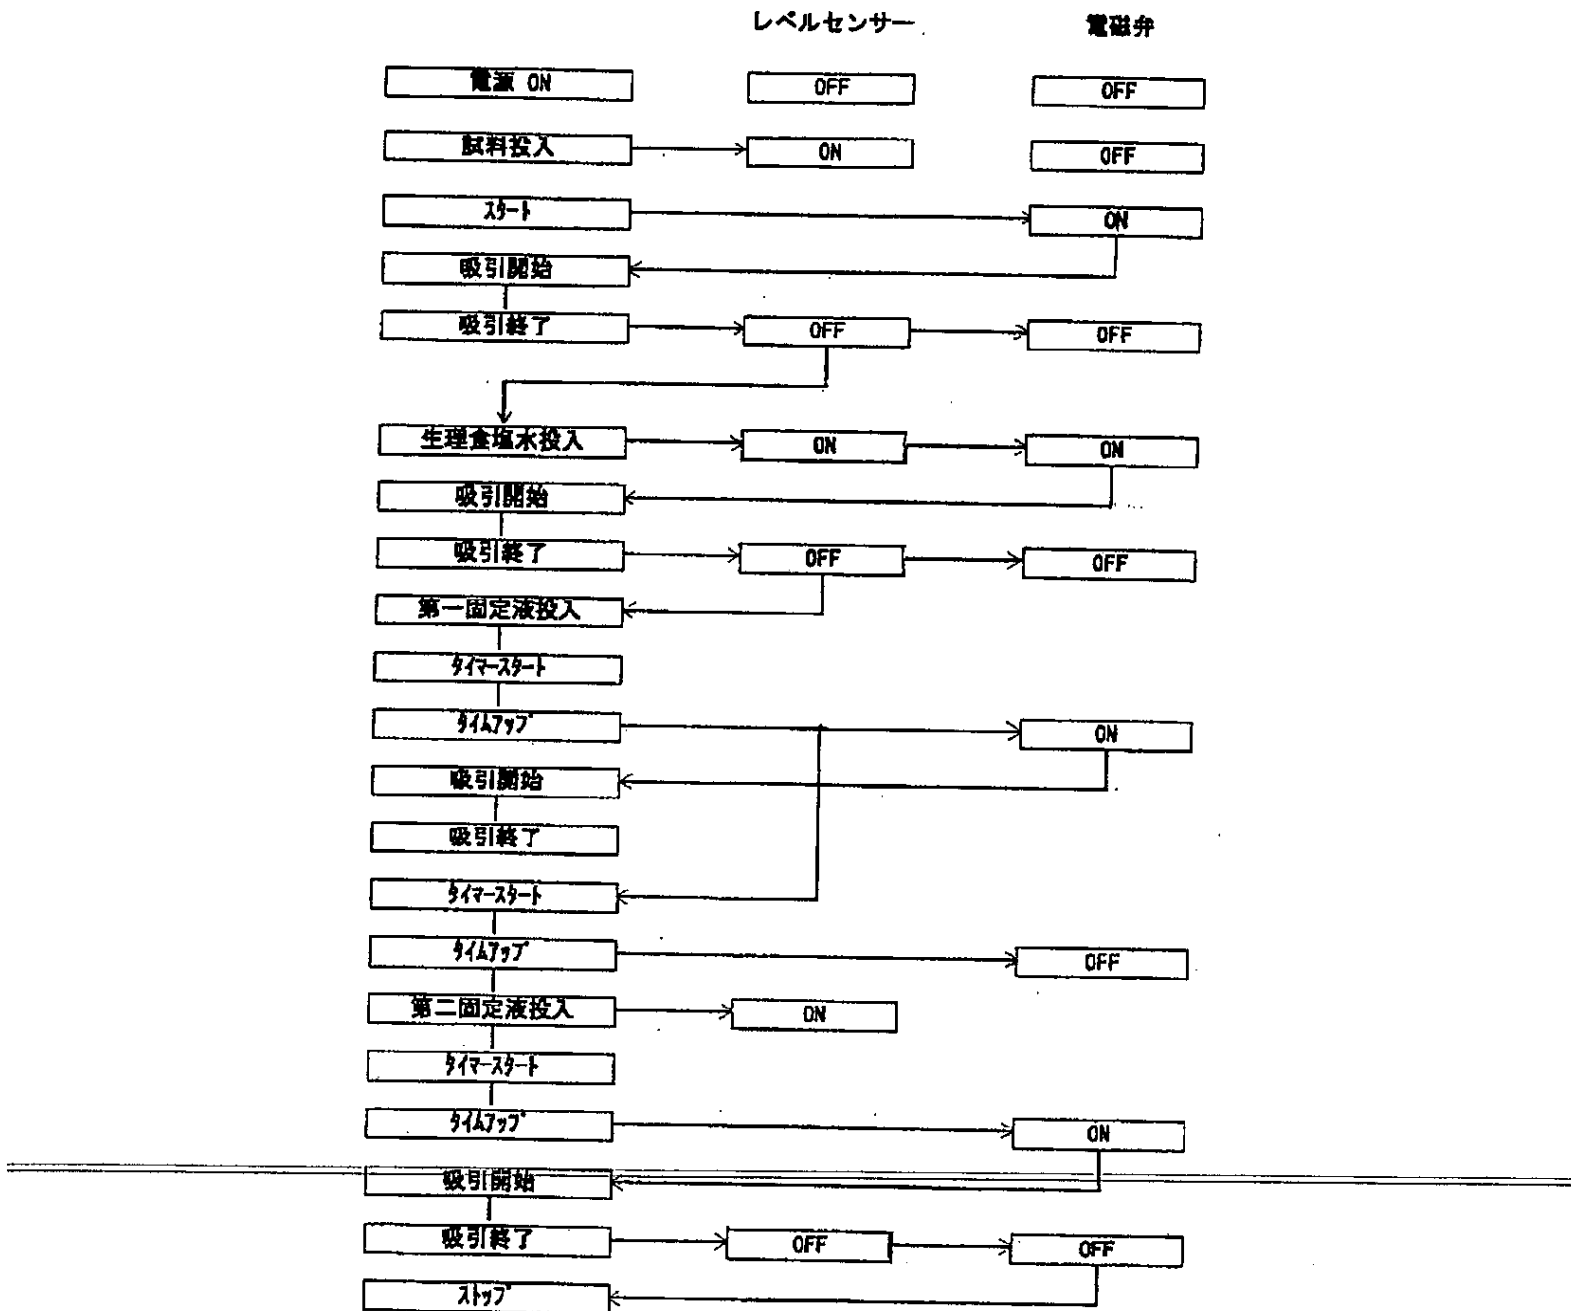 レベルセンサー 電磁弁
電源 ON OFF OFF
試料投入 ON OFF
スタート ON
吸引開始
吸引終了 OFF OFF
生理食塩水投入 ON ON
吸引開始
吸引終了 OFF OFF
第一固定液投入
タイマースタート
タイムアップ ON
吸引開始
吸引終了
タイマースタート
タイムアップ OFF
第二固定液投入 ON
タイマースタート
タイムアップ ON
吸引開始
吸引終了 OFF OFF
ストップ